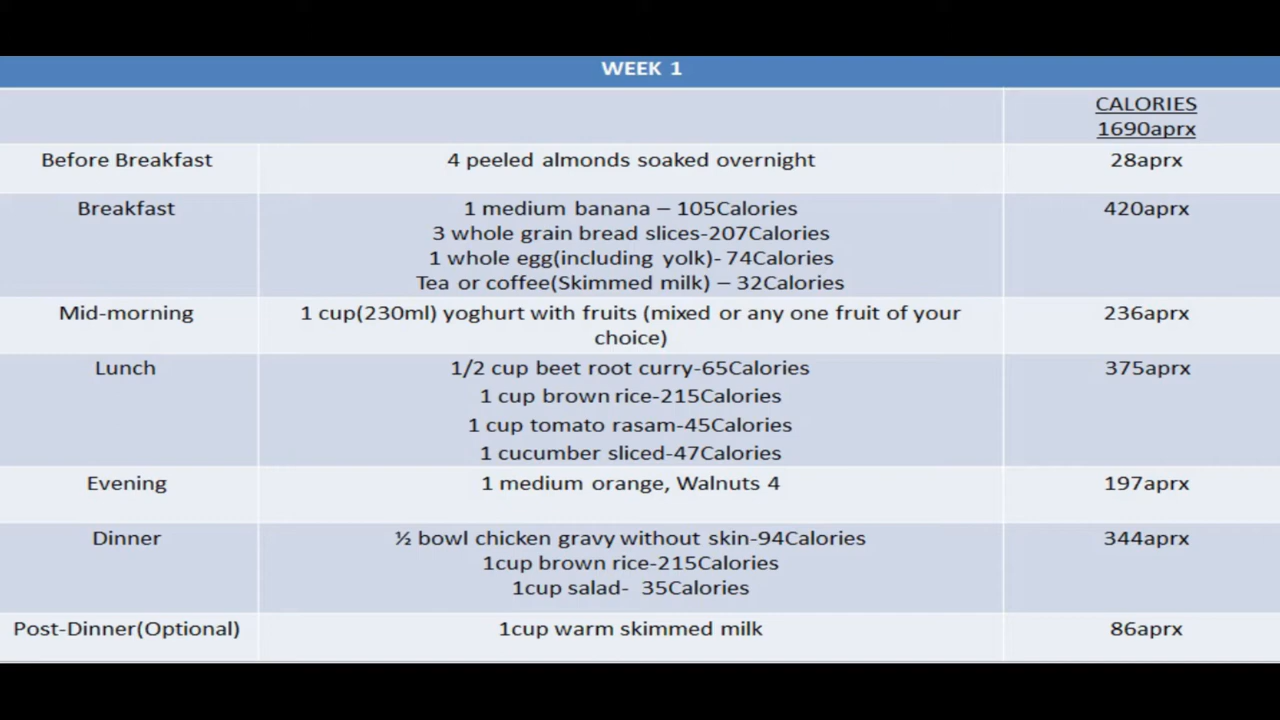 WEEK 1
CALORIES
1690aprx
Before Breakfast
4 peeled almonds soaked overnight
28aprx
Breakfast
1 medium banana – 105Calories
3 whole grain bread slices-207Calories
1 whole egg(including yolk)- 74Calories
Tea or coffee(Skimmed milk) – 32Calories
420aprx
Mid-morning
1 cup(230ml) yoghurt with fruits (mixed or any one fruit of your
choice)
236aprx
Lunch
1/2 cup beet root curry-65Calories
1 cup brown rice-215Calories
1 cup tomato rasam-45Calories
1 cucumber sliced-47Calories
375aprx
Evening
1 medium orange, Walnuts 4
197aprx
Dinner
½ bowl chicken gravy without skin-94Calories
1cup brown rice-215Calories
1cup salad- 35Calories
344aprx
Post-Dinner(Optional)
1cup warm skimmed milk
86aprx